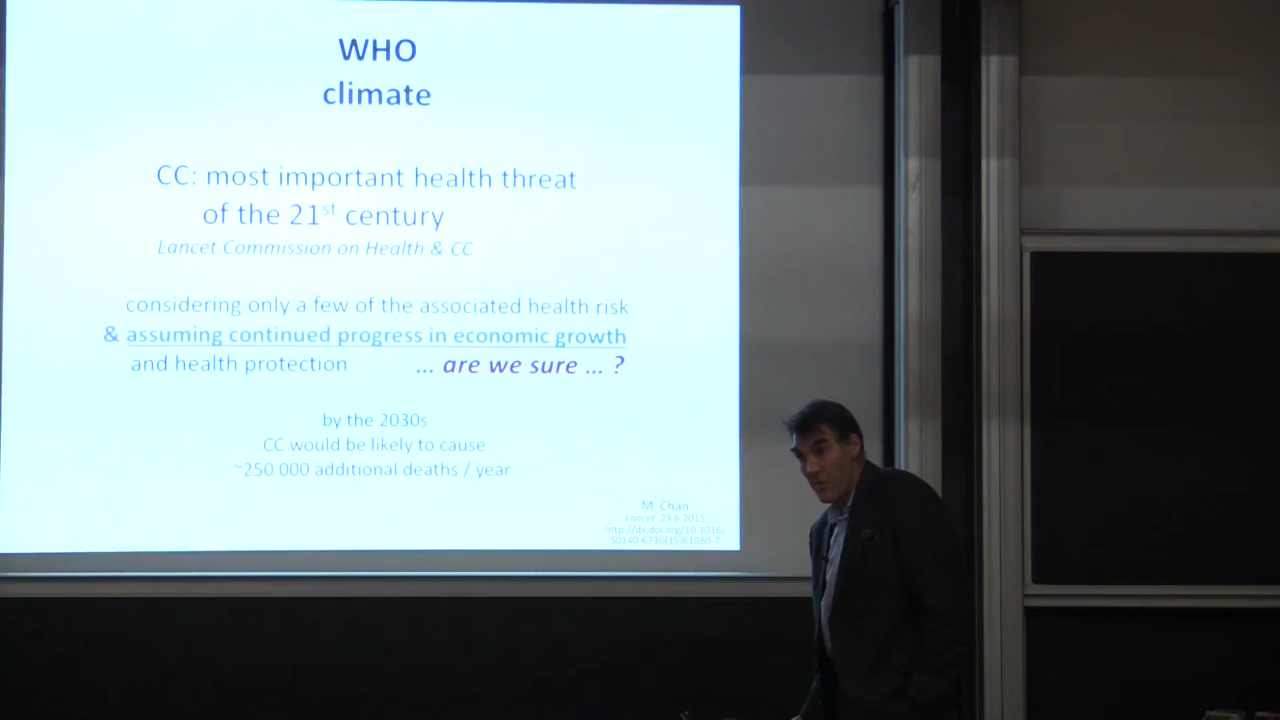 WHO
climate
CC: most important health threat
of the 21st century
Lancet Commission on Health & CC
considering only a few of the associated health risk
& assuming continued progress in economic growth
and health protection ... are we sure ... ?
by the 2030s
CC would be likely to cause
~250 000 additional deaths / year
M. Chan
Lancet 23.6.2015
http://dx.doi.org/10.1016/
S0140-6736(15)61080-7